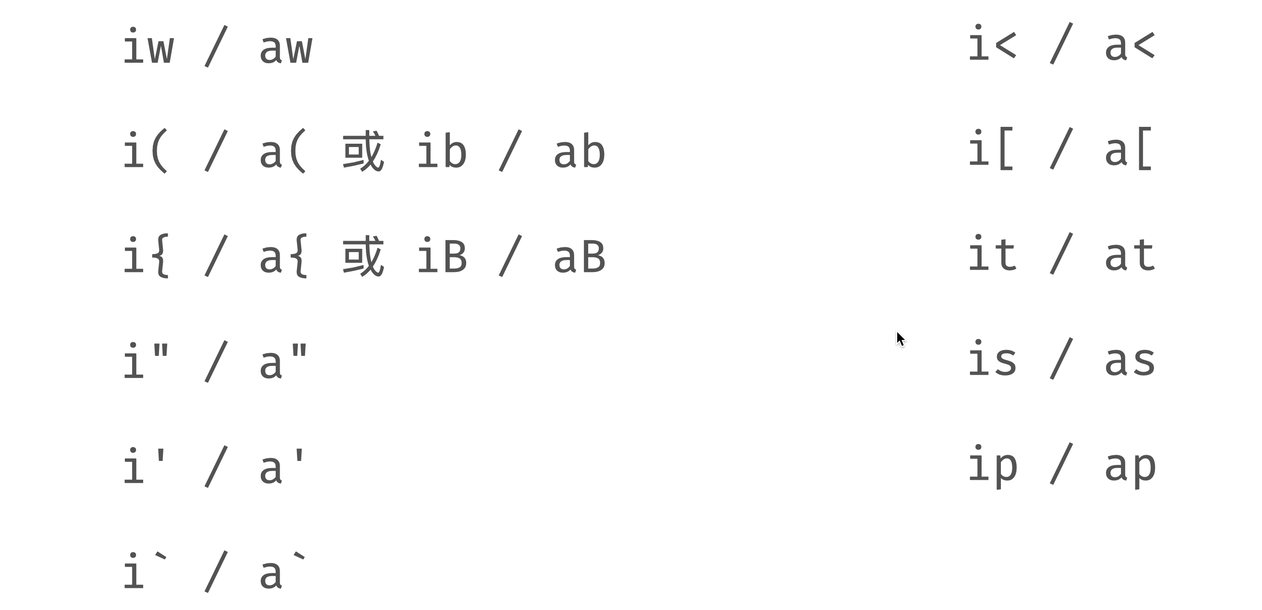 iw / aw
i( / a( 或 ib / ab
i{ / a{ 或 iB / aB
i" / a"
i' / a'
i` / a`
i< / a<
i[ / a[
it / at
is / as
ip / ap